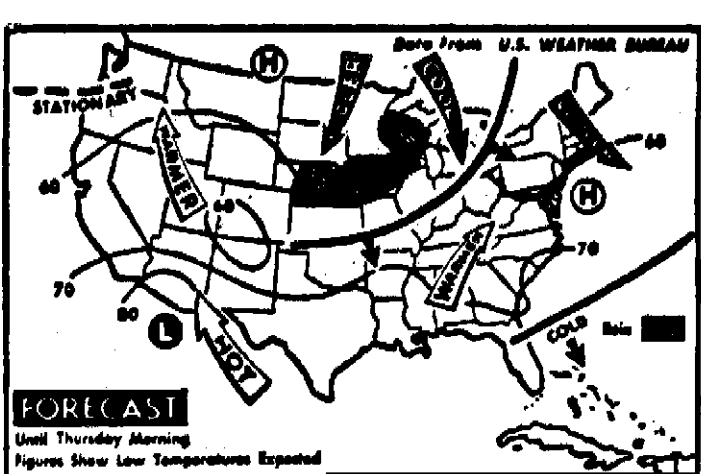 Data From U.S. WEATHER BUREAU
H
STATIONARY
COOL
WARMER
60
60
60
H
70
70
80
WARMER
L
HOT
COLD
Rain
FORECAST
Until Thursday Morning
Figures Show Low Temperatures Expected